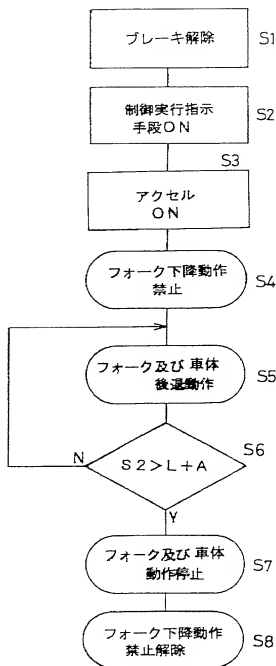 ブレーキ解除
S1
制御実行指示
手段ON
S2
S3
アクセル
ON
フォーク下降動作
禁止
S4
フォーク及び車体
後退動作
S5
S6
N
S2>L+A
Y
フォーク及び車体
動作停止
S7
フォーク下降動作
禁止解除
S8